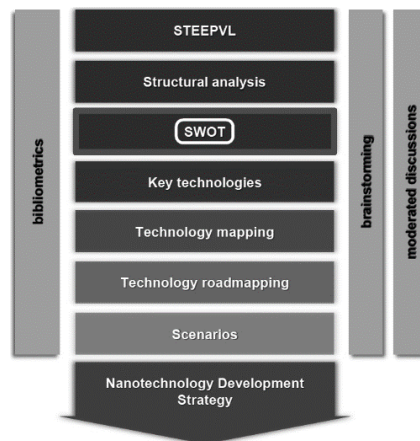 STEEPVL
Structural analysis
SWOT
Key technologies
Technology mapping
Technology roadmapping
Scenarios
Nanotechnology Development
Strategy
bibliometrics
brainstorming
moderated discussions